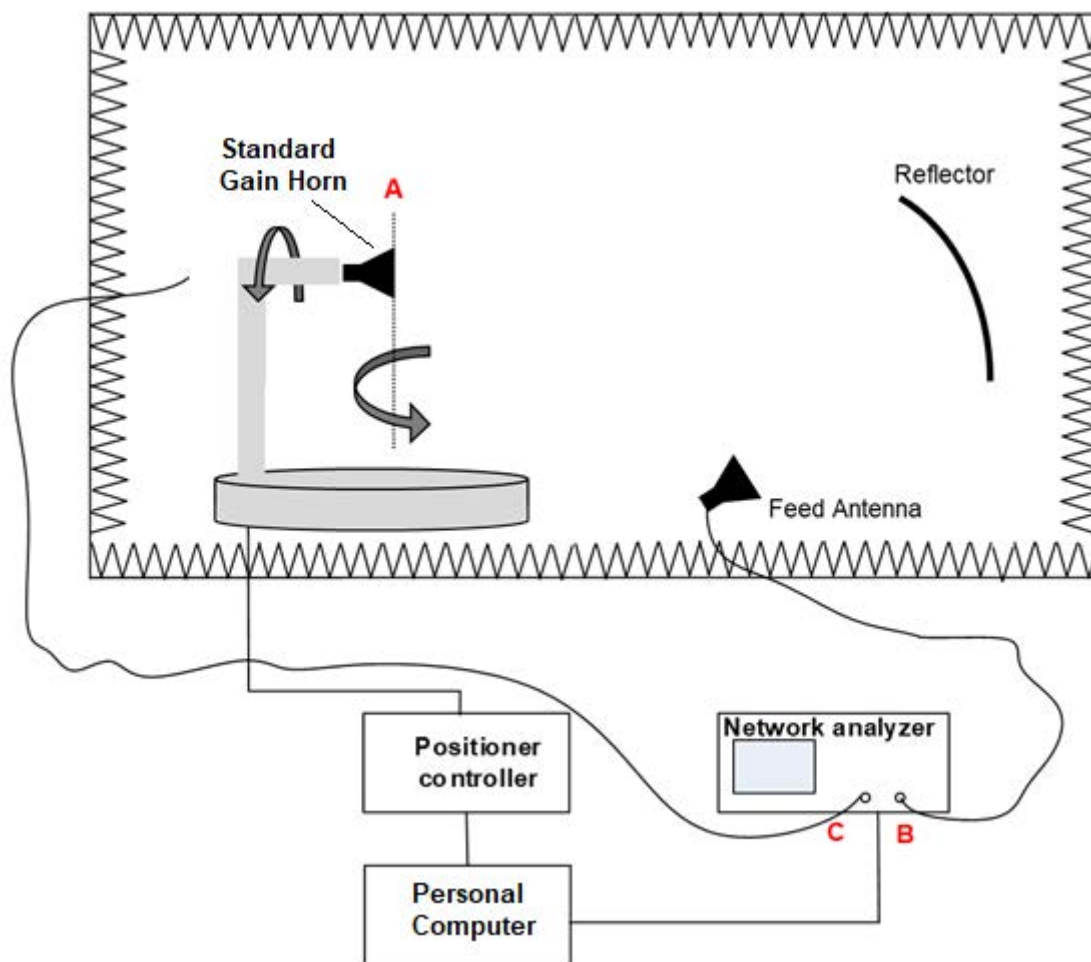 Standard
Gain Horn
A
Reflector
Feed Antenna
Positioner
controller
Network analyzer
C
B
Personal
Computer